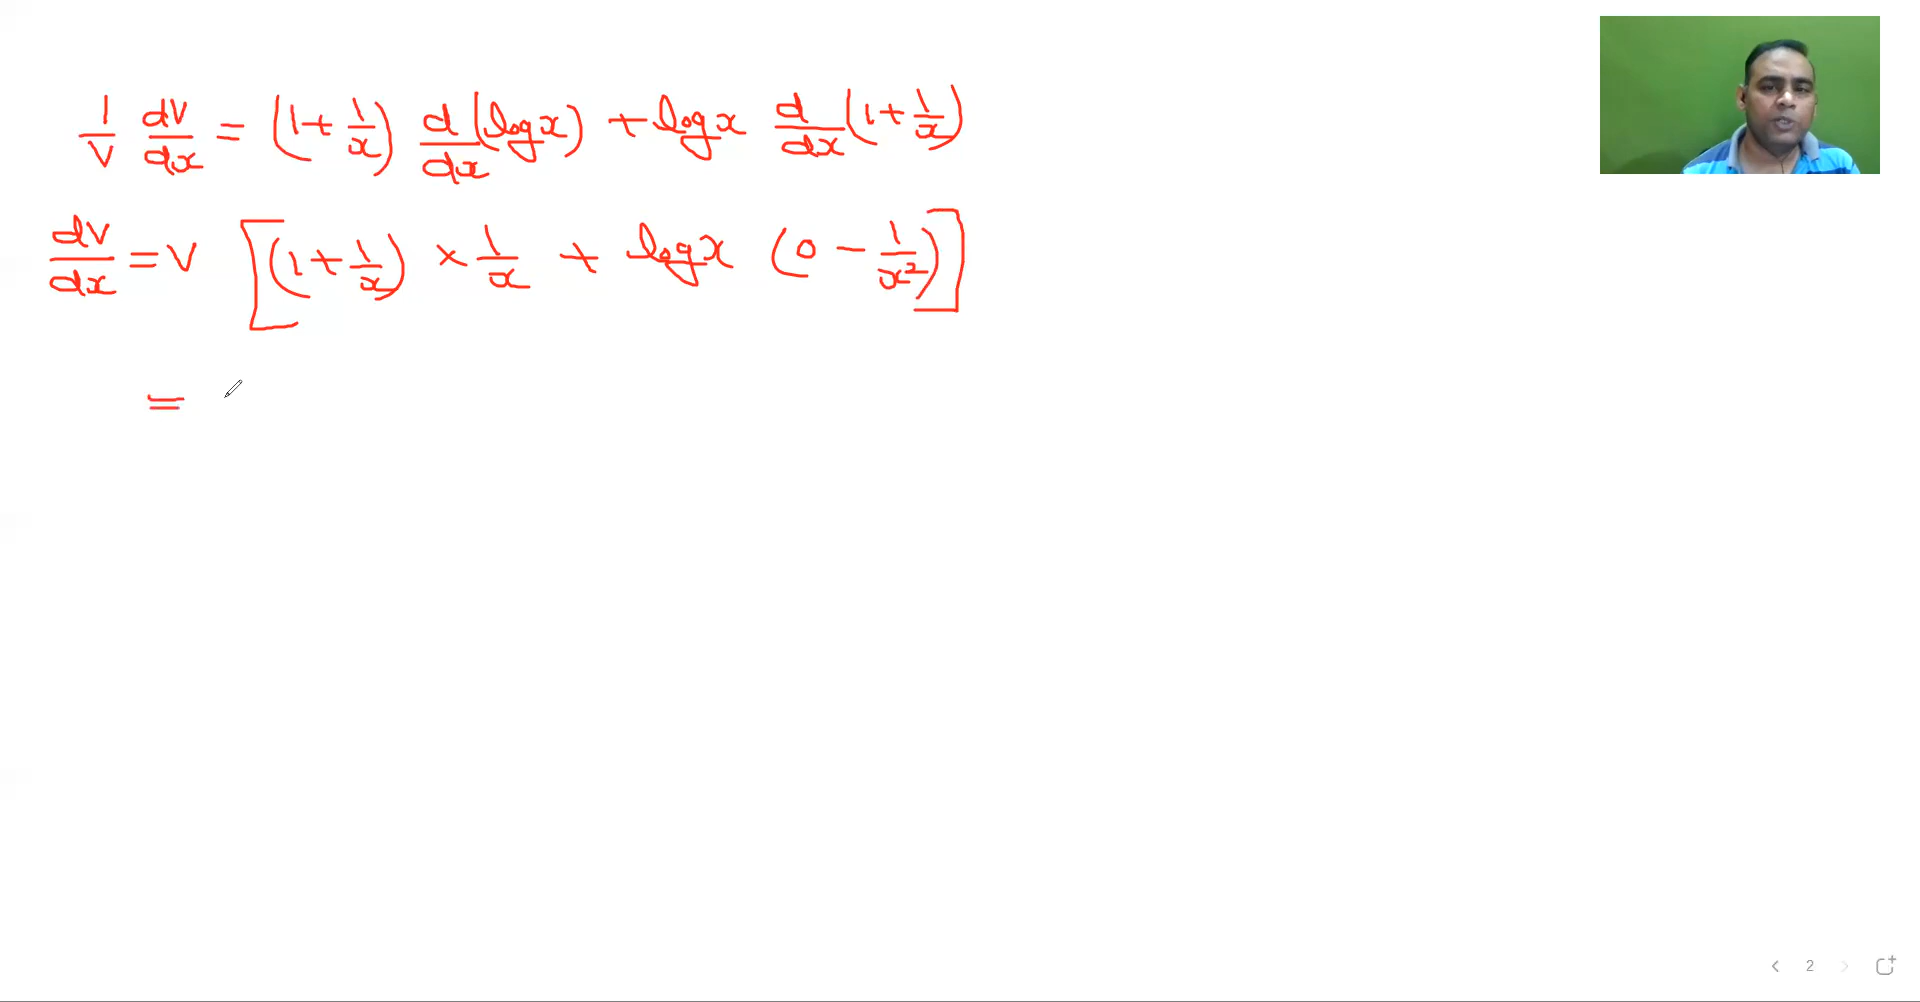 1/v dv/dx = (1 + 1/x) d/dx (log x) + log x d/dx (1 + 1/x)
dv/dx = v [(1 + 1/x) × 1/x + log x (0 − 1/x²)]
=
2